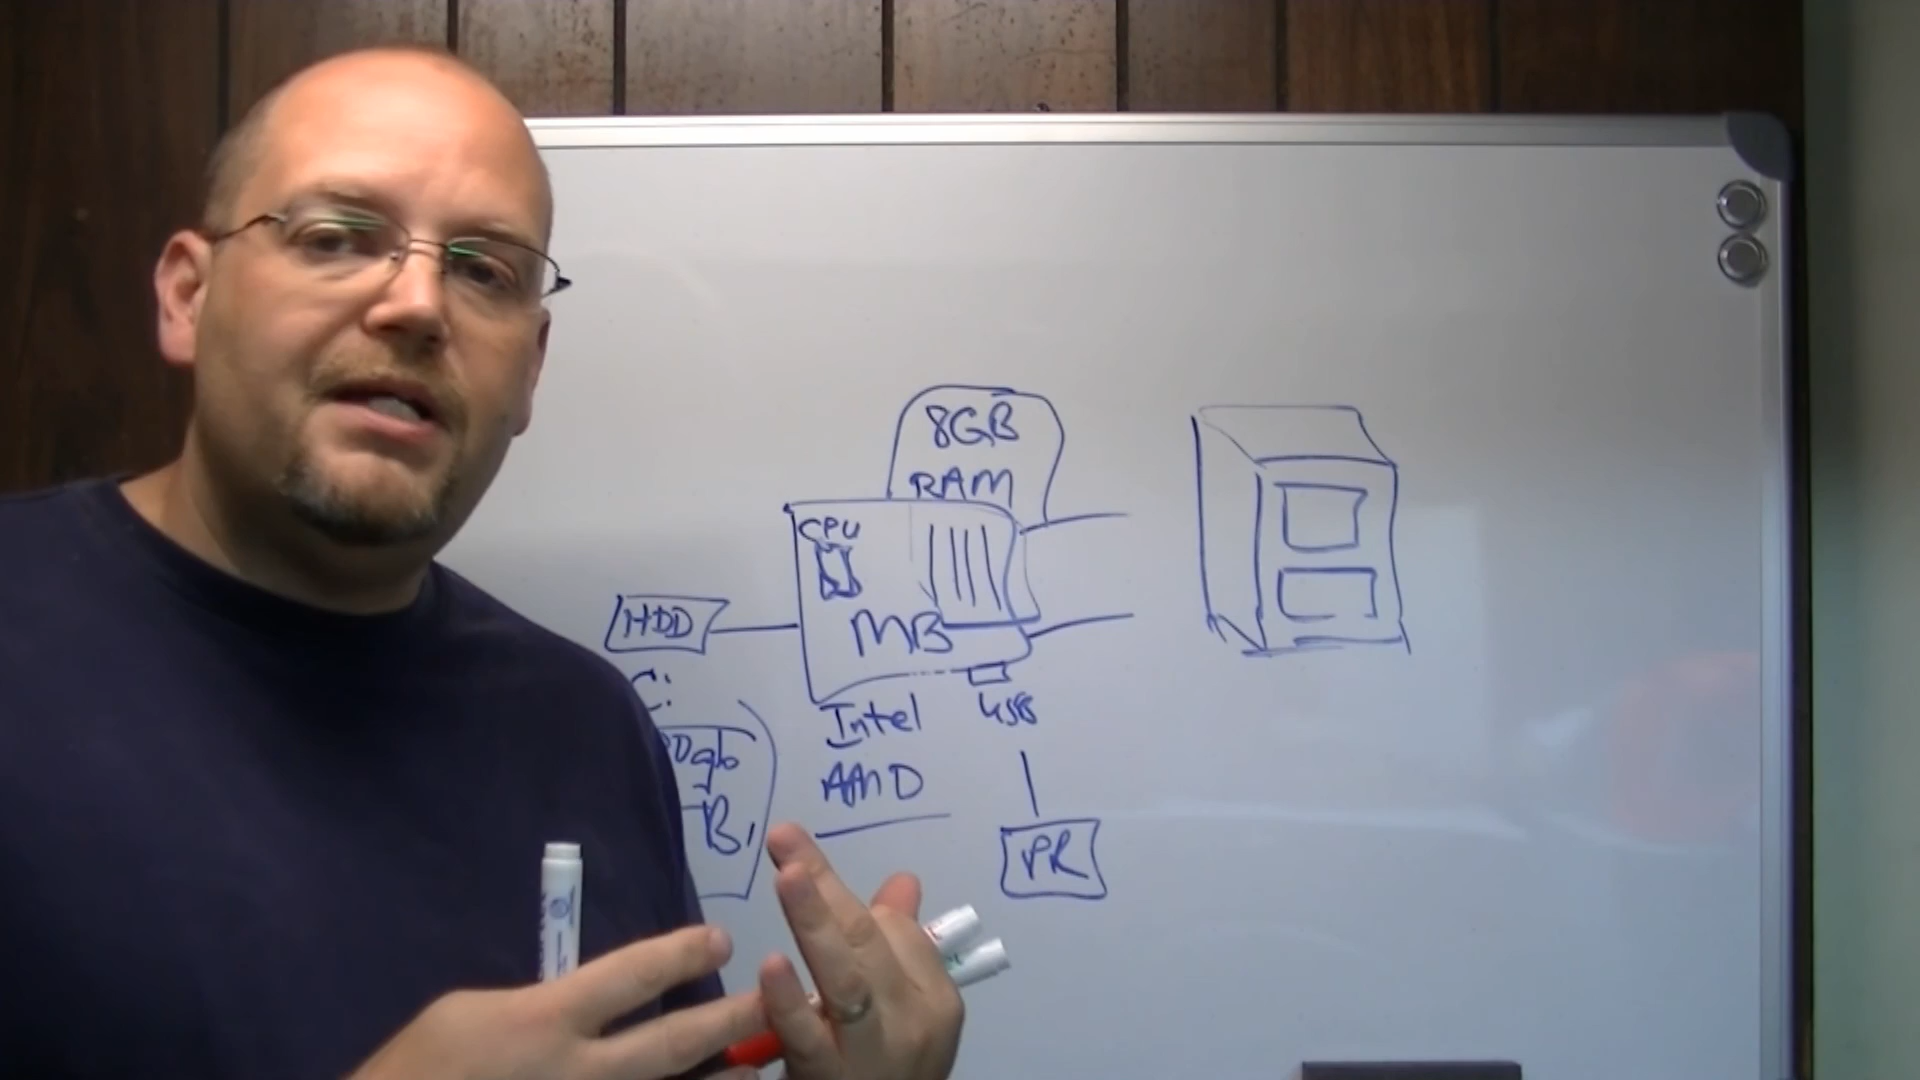 8GB
RAM
CPU
HDD
MB
C:
Intel
USB
AMD
PR